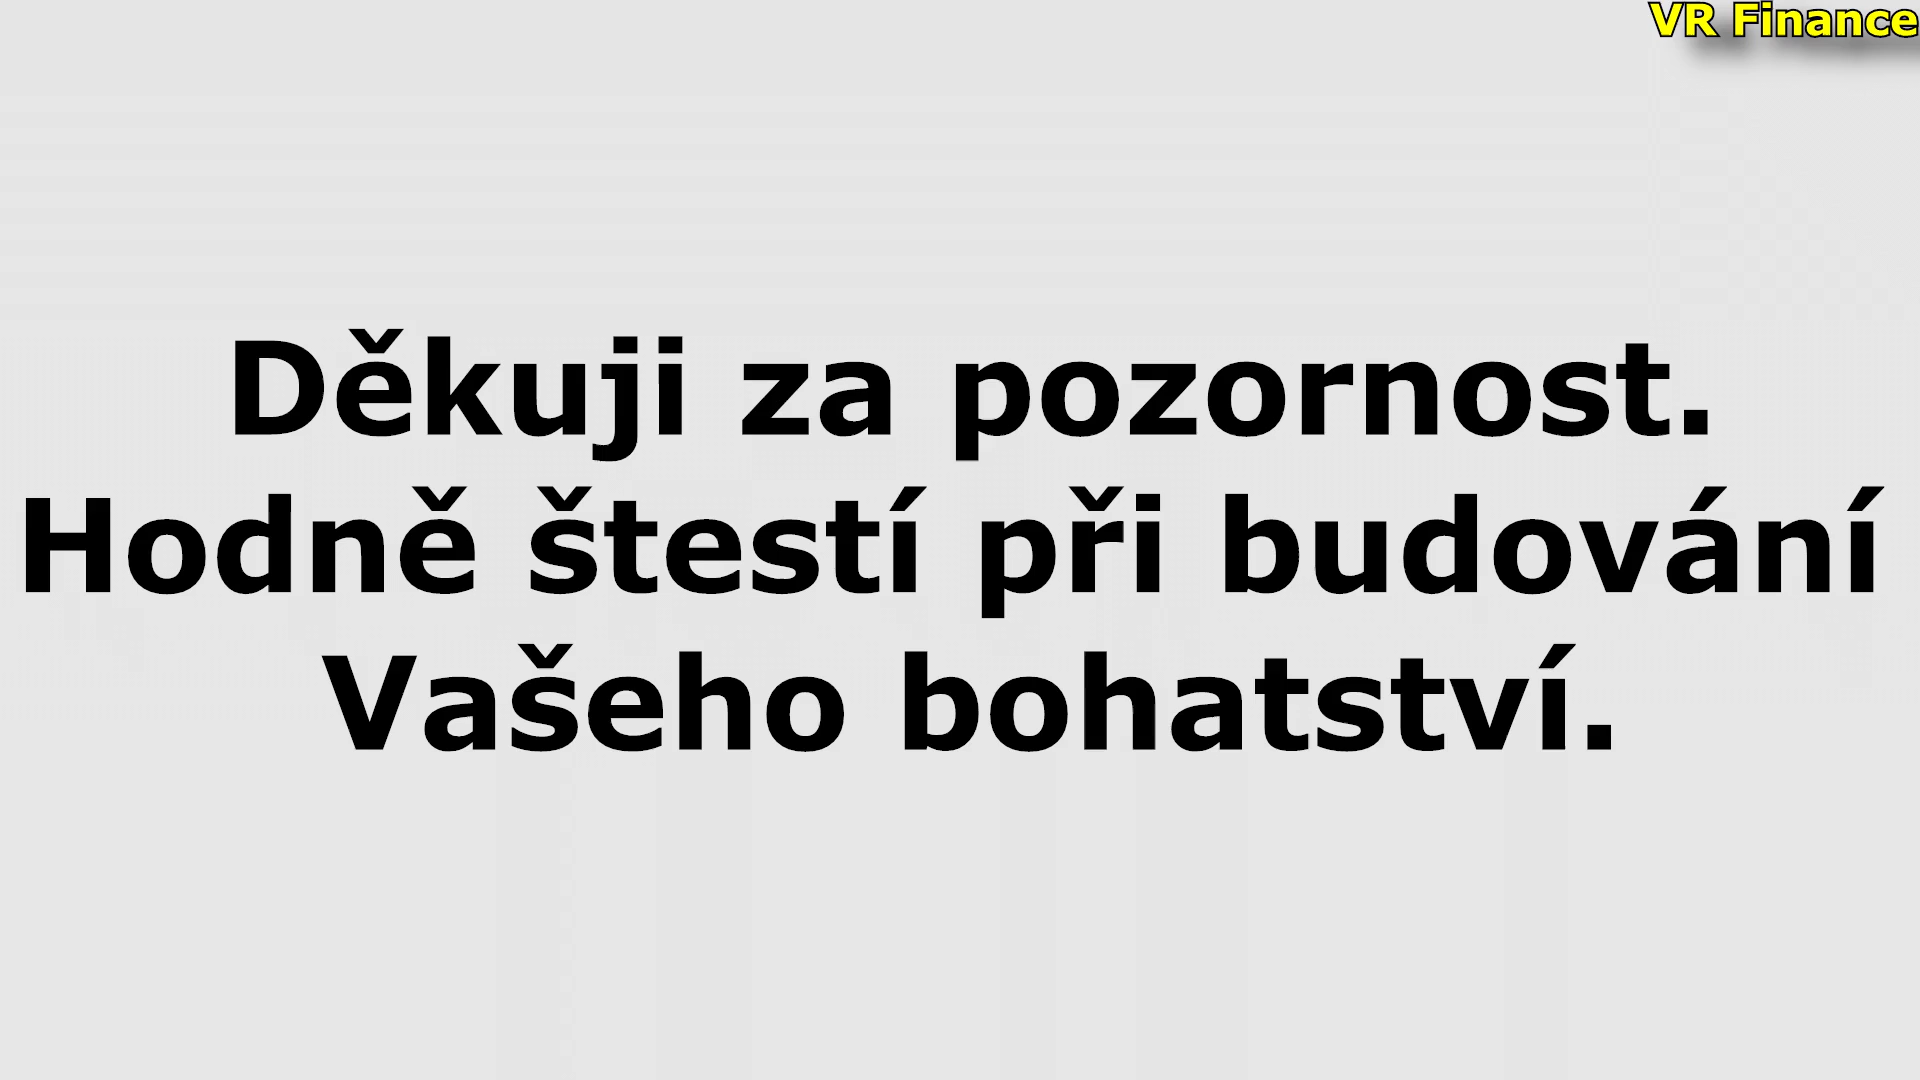 VR Finance
Děkuji za pozornost.
Hodně štestí při budování
Vašeho bohatství.